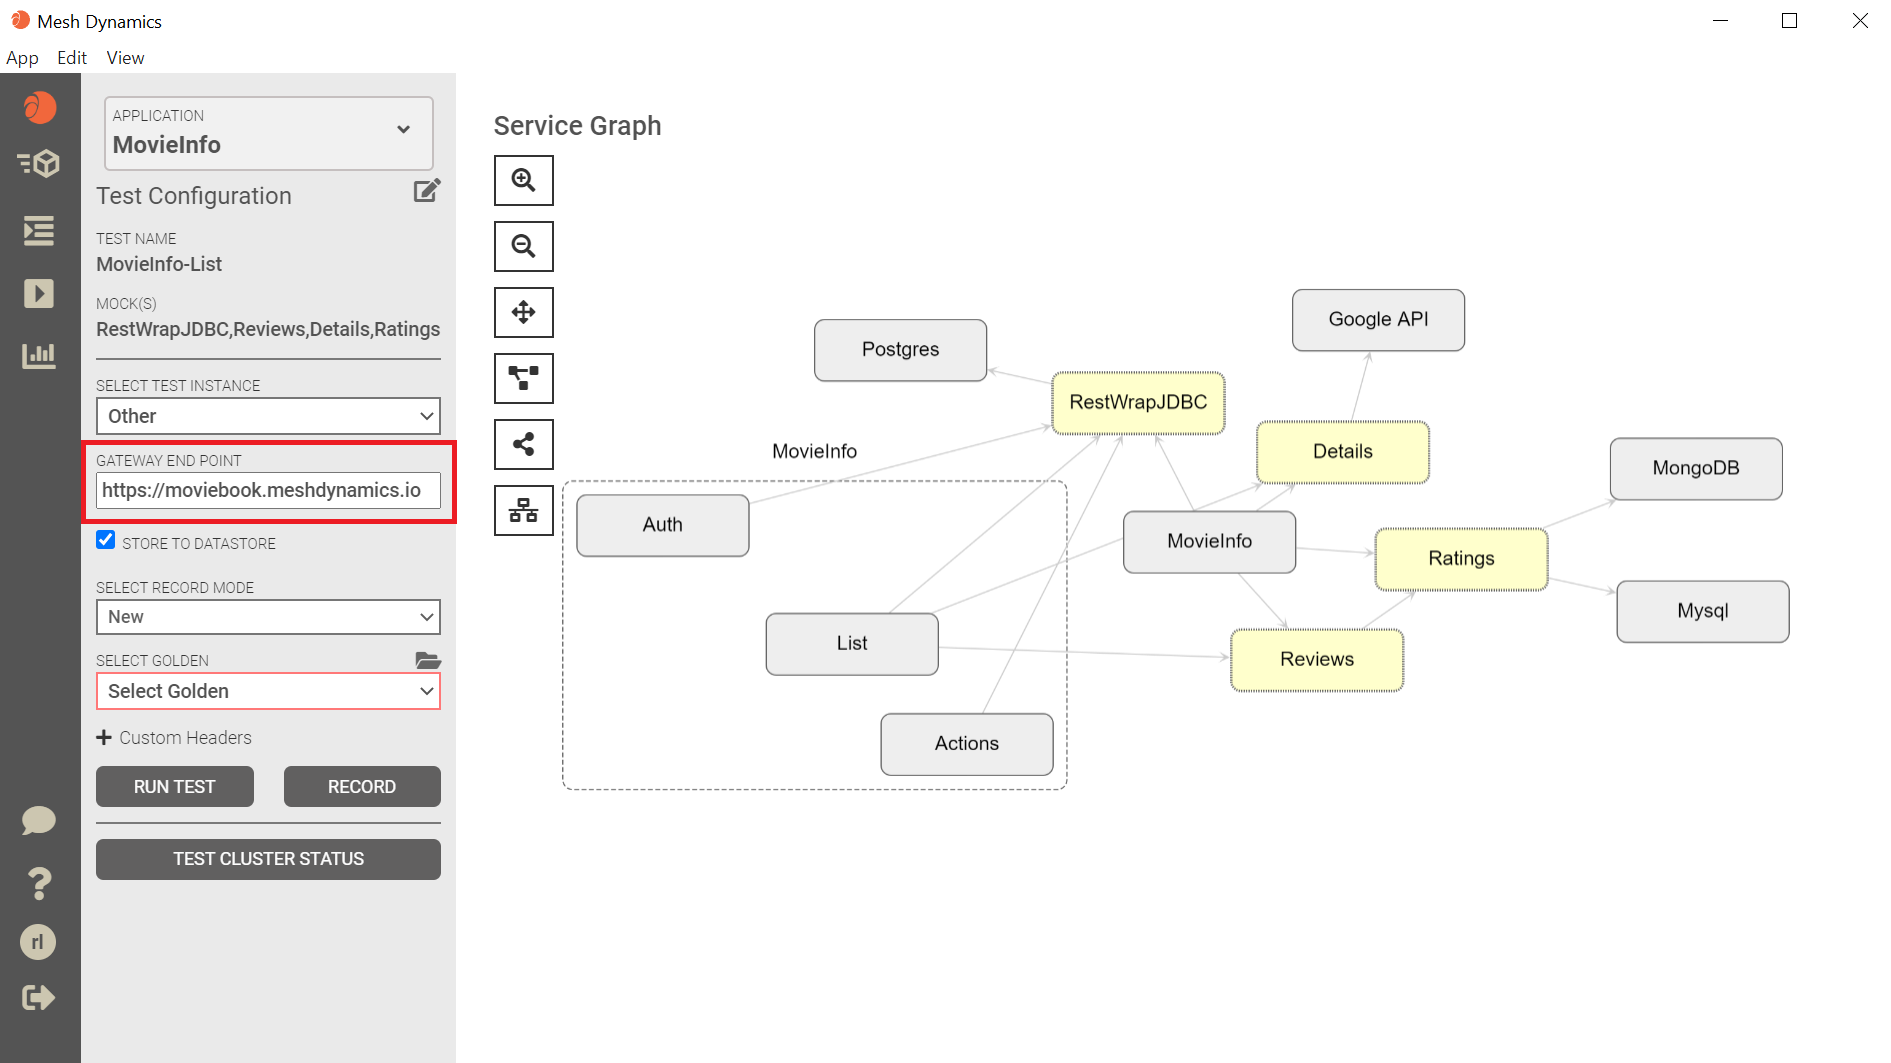 Mesh Dynamics
App Edit View
APPLICATION
MovieInfo
Test Configuration
TEST NAME
MovieInfo-List
MOCK(S)
RestWrapJDBC,Reviews,Details,Ratings
SELECT TEST INSTANCE
Other
GATEWAY END POINT
https://moviebook.meshdynamics.io
STORE TO DATASTORE
SELECT RECORD MODE
New
SELECT GOLDEN
Select Golden
Custom Headers
RUN TEST RECORD
TEST CLUSTER STATUS
rl
Service Graph
Google API
Postgres
RestWrapJDBC
MovieInfo
Details
MongoDB
Auth
MovieInfo
Ratings
Mysql
List
Reviews
Actions